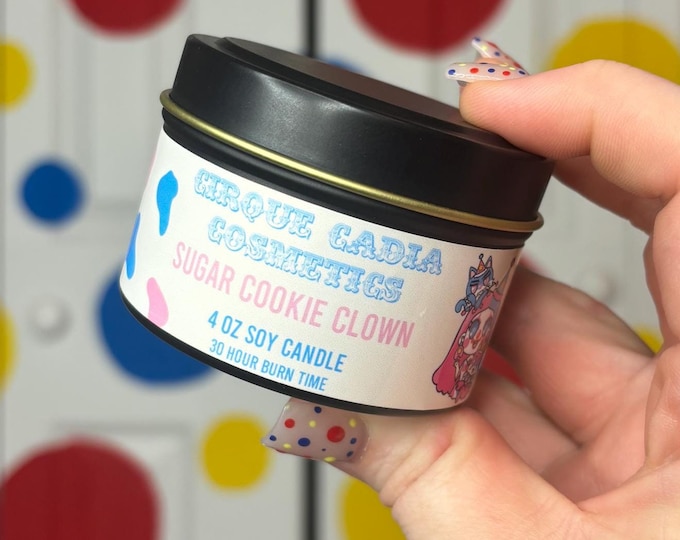 CIRQUE CADIA
COSMETICS
SUGAR COOKIE CLOWN
4 OZ SOY CANDLE
30 HOUR BURN TIME